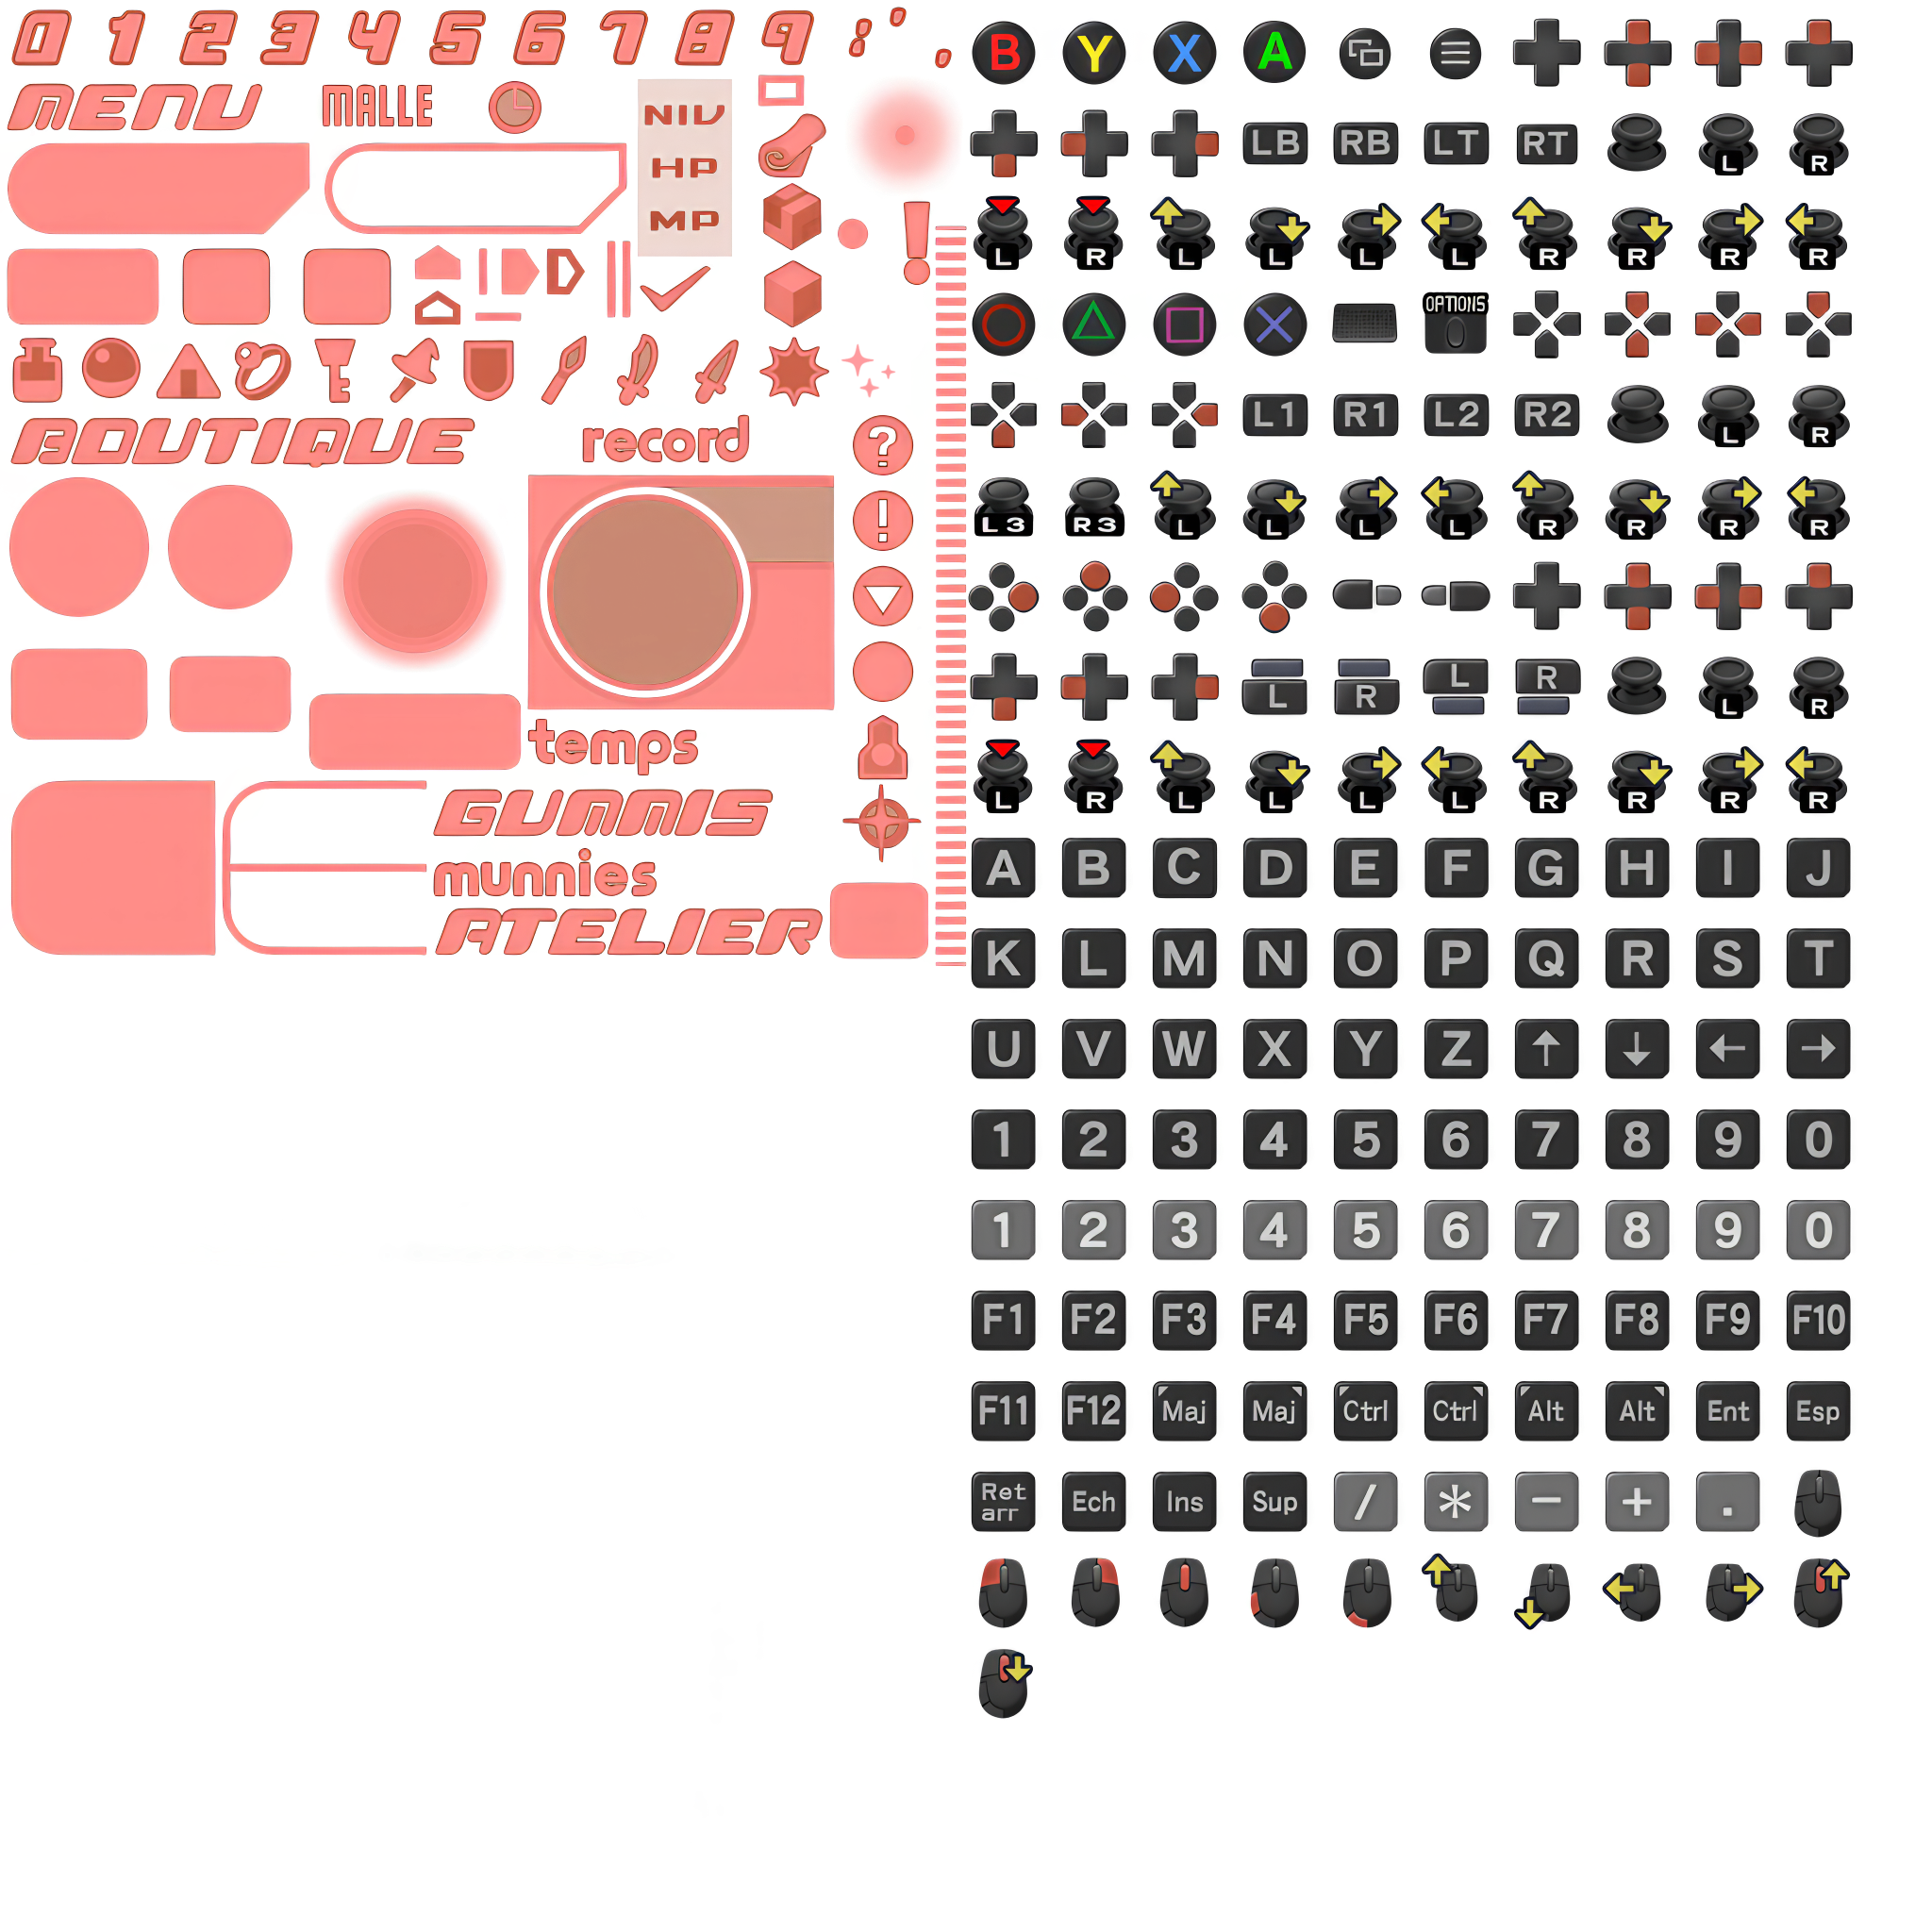 0 1 2 3 4 5 6 7 8 9 : ' .
MENU
MALLE
NIV
HP
MP
!
BOUTIQUE
record
?
!
temps
GUMMIS
munnies
ATELIER
B Y X A
LB RB LT RT L R
L R L L L L R R R R
OPTIONS
L1 R1 L2 R2 L R
L3 R3 L L L L R R R R
L R L R L R
L R L L L L R R R R
A B C D E F G H I J
K L M N O P Q R S T
U V W X Y Z ↑ ↓ ← →
1 2 3 4 5 6 7 8 9 0
1 2 3 4 5 6 7 8 9 0
F1 F2 F3 F4 F5 F6 F7 F8 F9 F10
F11 F12 Maj Maj Ctrl Ctrl Alt Alt Ent Esp
Ret arr Ech Ins Sup / * - + .